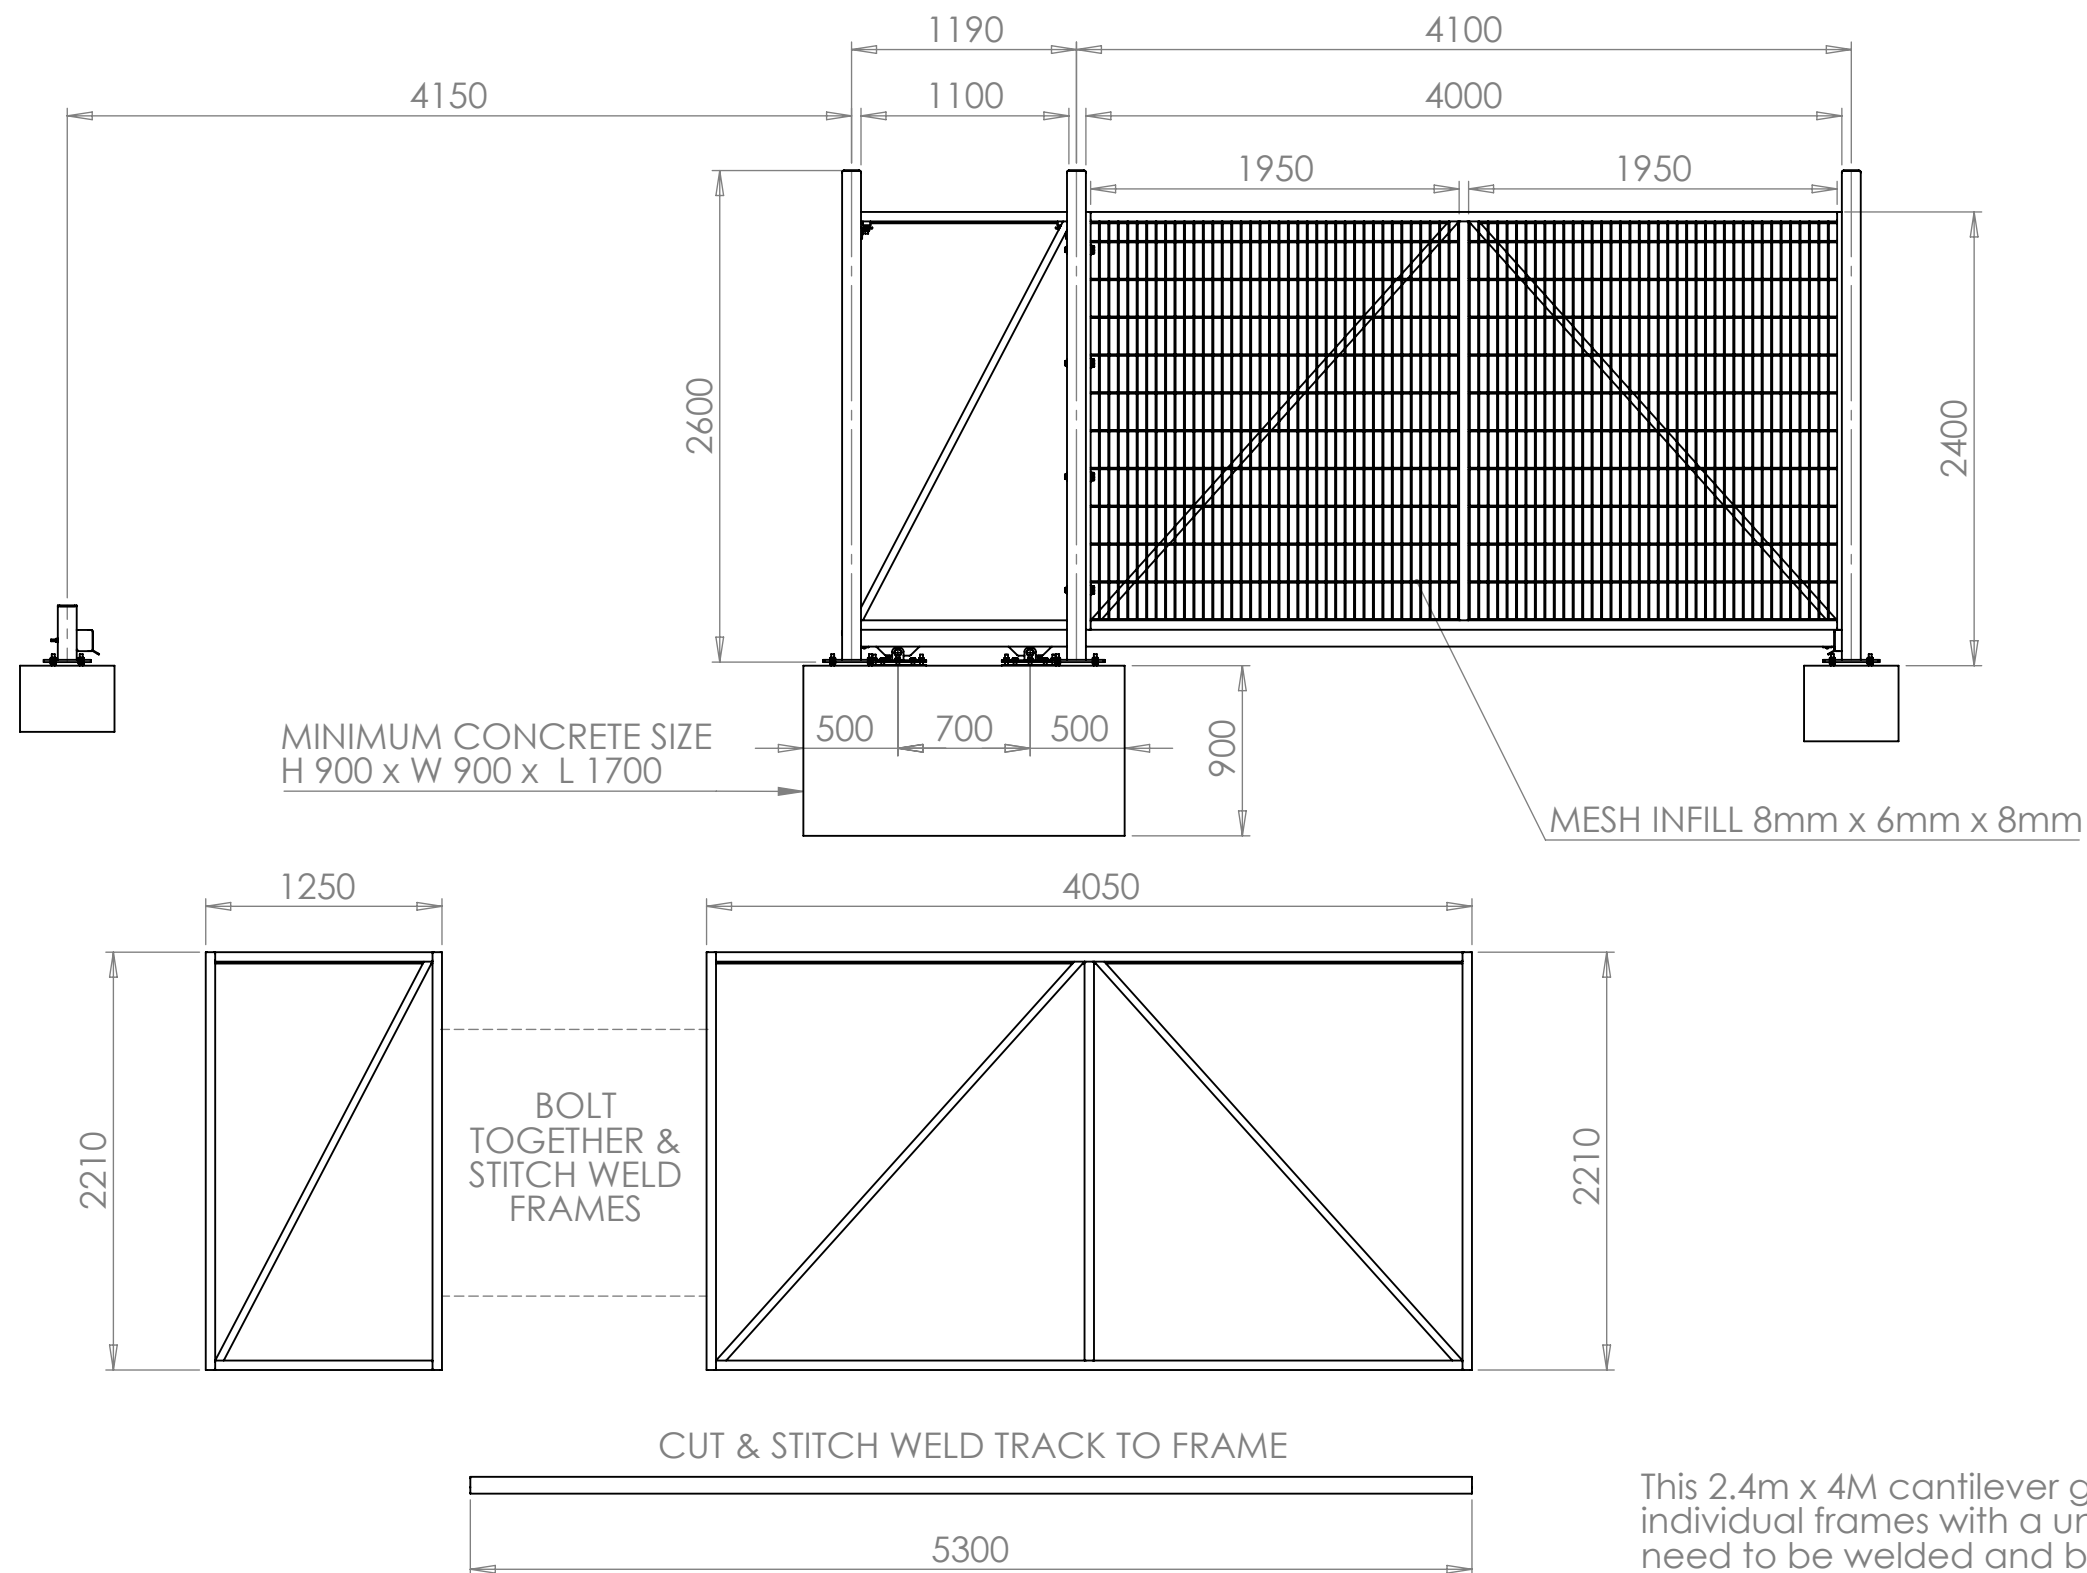 1190
4100
4150
1100
4000
1950
1950
2600
2400
500
700
500
900
MINIMUM CONCRETE SIZE
H 900 x W 900 x L 1700
MESH INFILL 8mm x 6mm x 8mm
1250
4050
2210
BOLT
TOGETHER &
STITCH WELD
FRAMES
2210
CUT & STITCH WELD TRACK TO FRAME
5300
This 2.4m x 4M cantilever
individual frames with a
need to be welded and